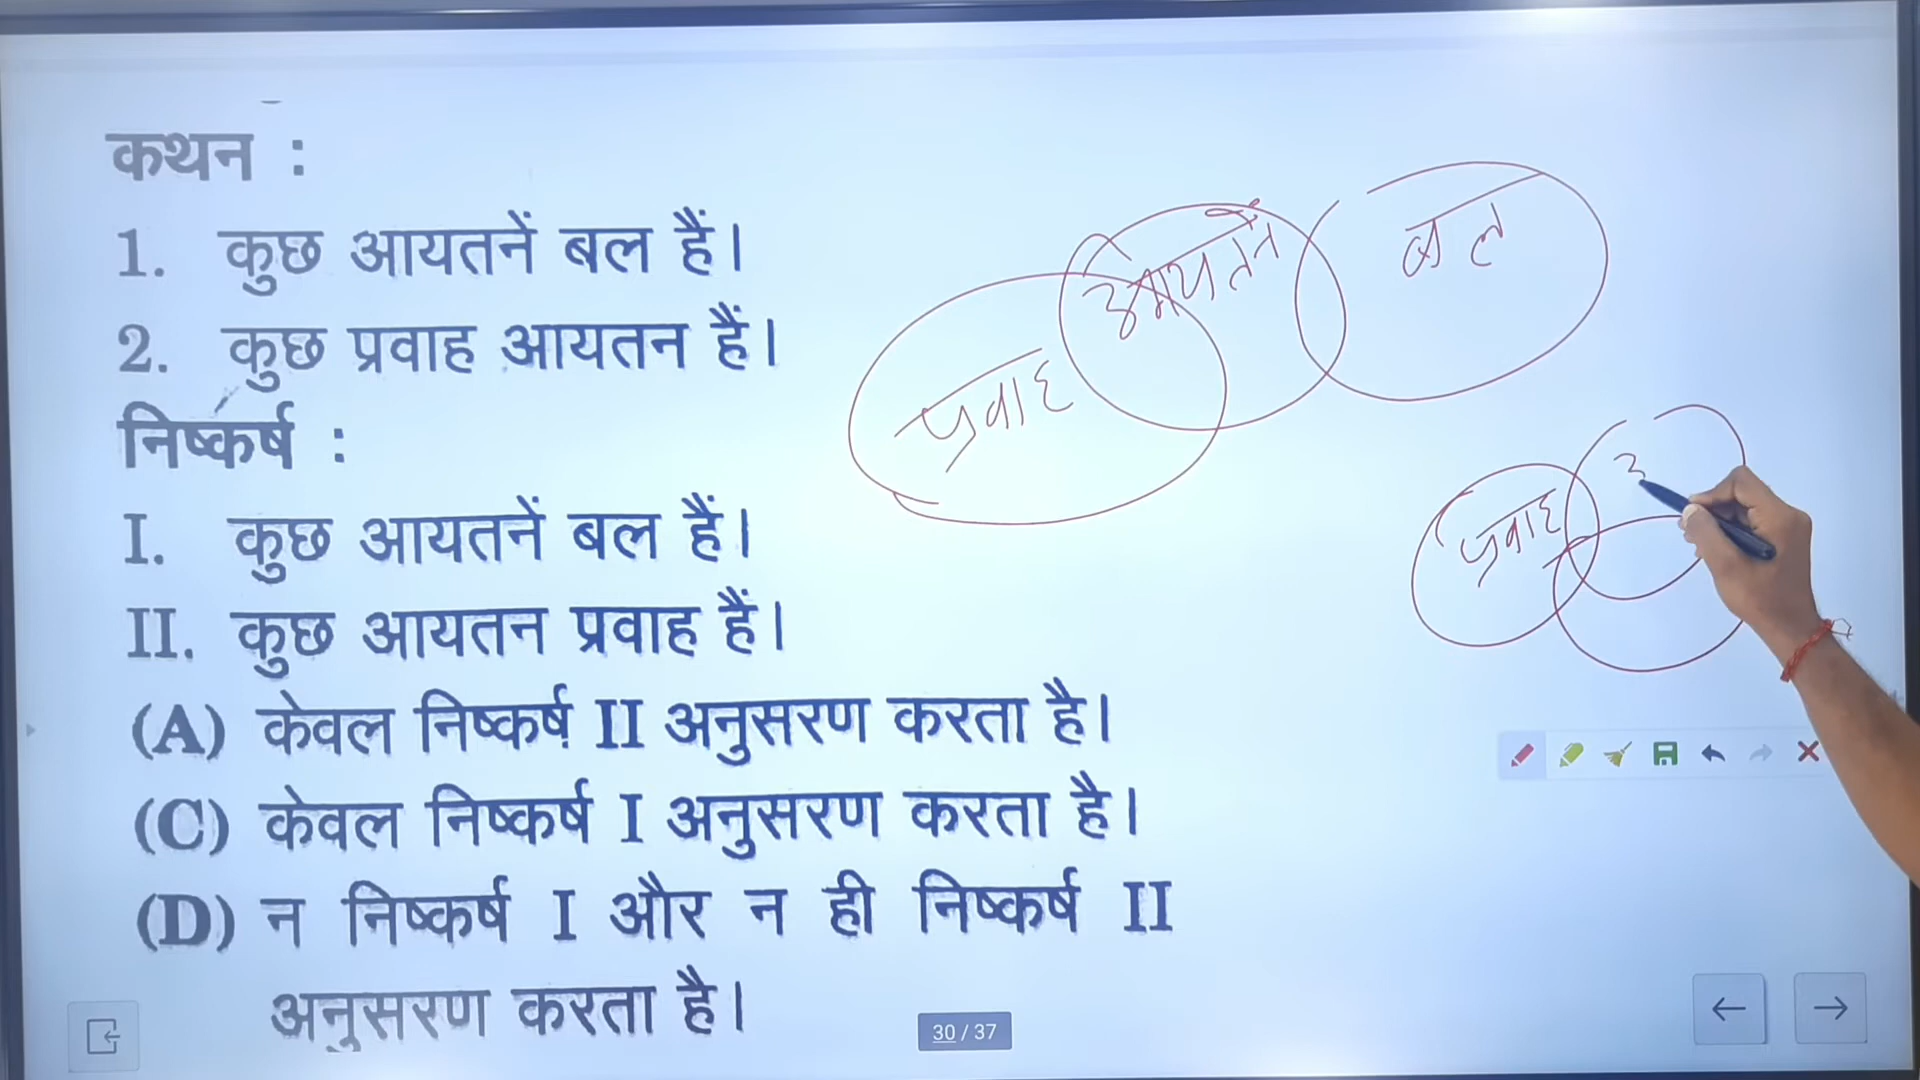 कथन :
1. कुछ आयतनें बल हैं।
2. कुछ प्रवाह आयतन हैं।
निष्कर्ष :
I. कुछ आयतनें बल हैं।
II. कुछ आयतन प्रवाह हैं।
(A) केवल निष्कर्ष II अनुसरण करता है।
(C) केवल निष्कर्ष I अनुसरण करता है।
(D) न निष्कर्ष I और न ही निष्कर्ष II
अनुसरण करता है।
प्रवाह
आयतनें
बल
प्रवाह
30 / 37